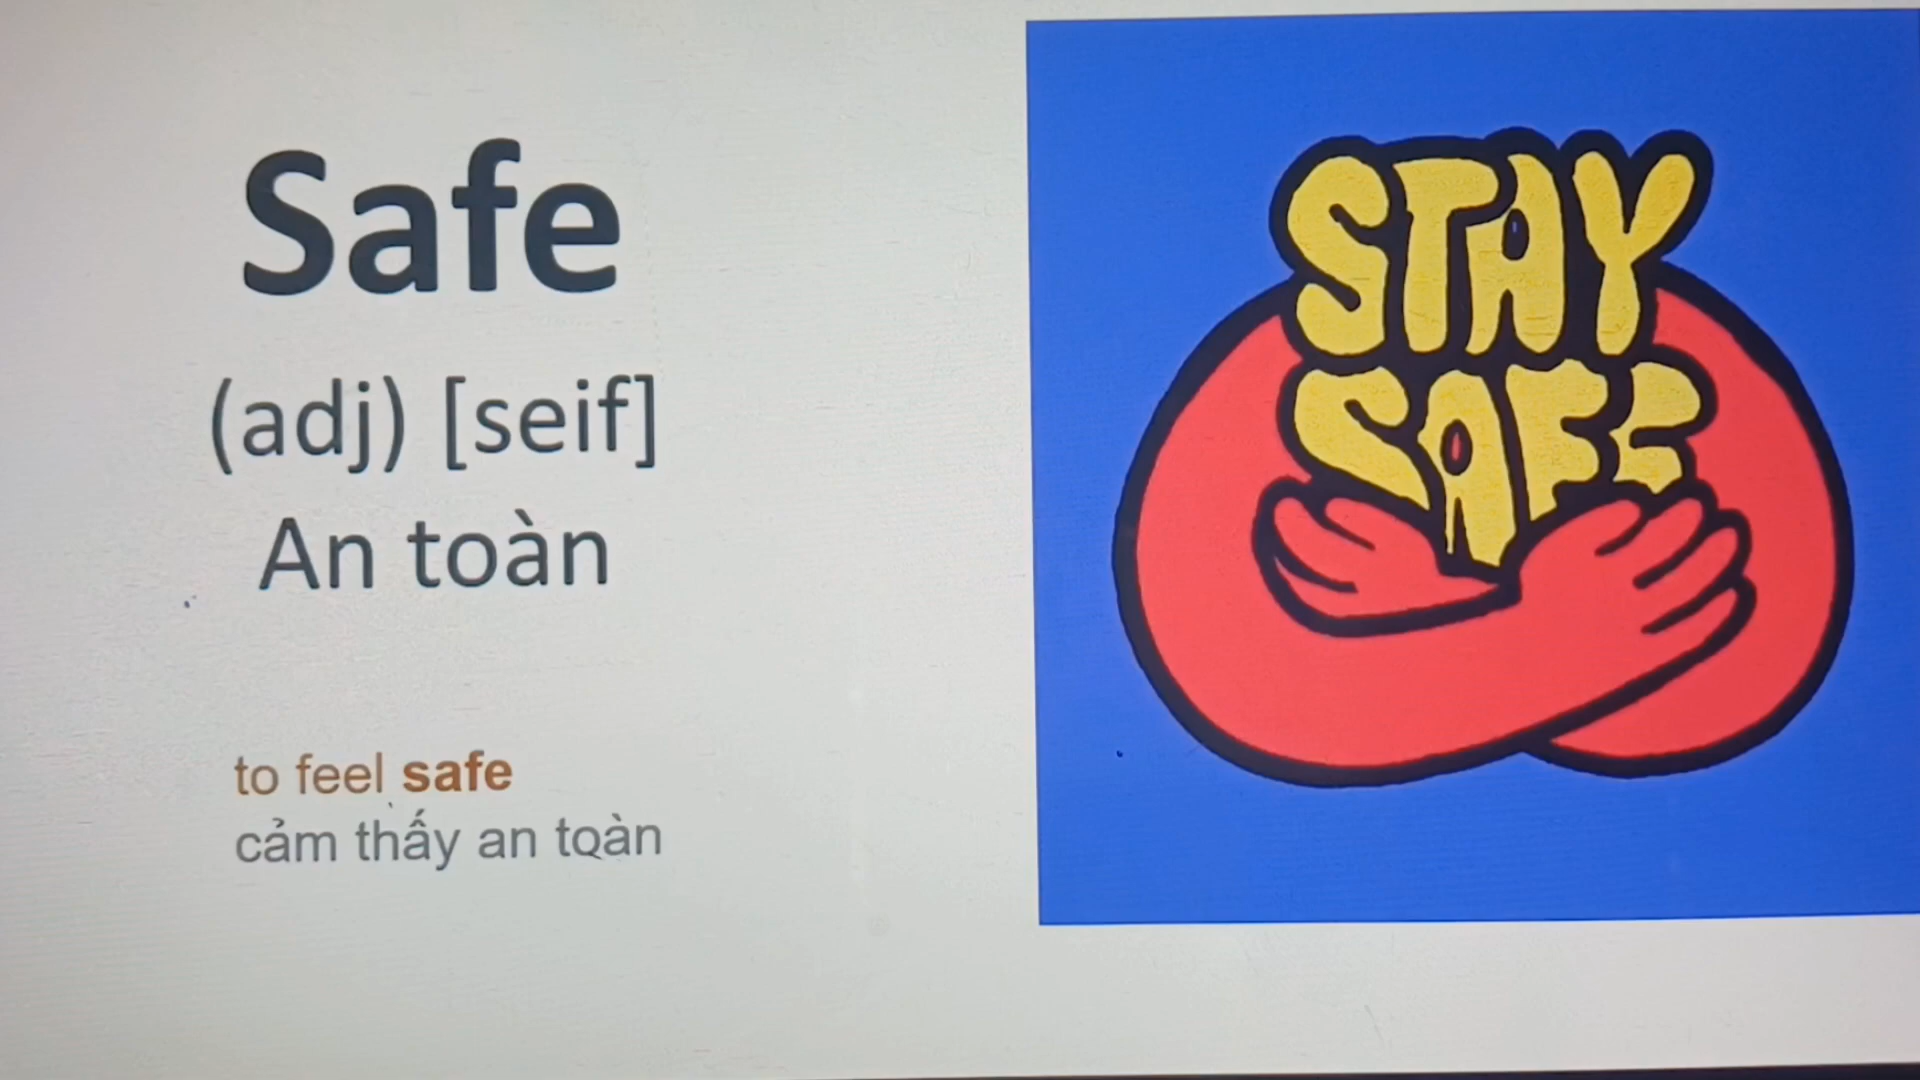 Safe
(adj) [seif]
An toàn
to feel safe
cảm thấy an toàn
STAY
SAFE